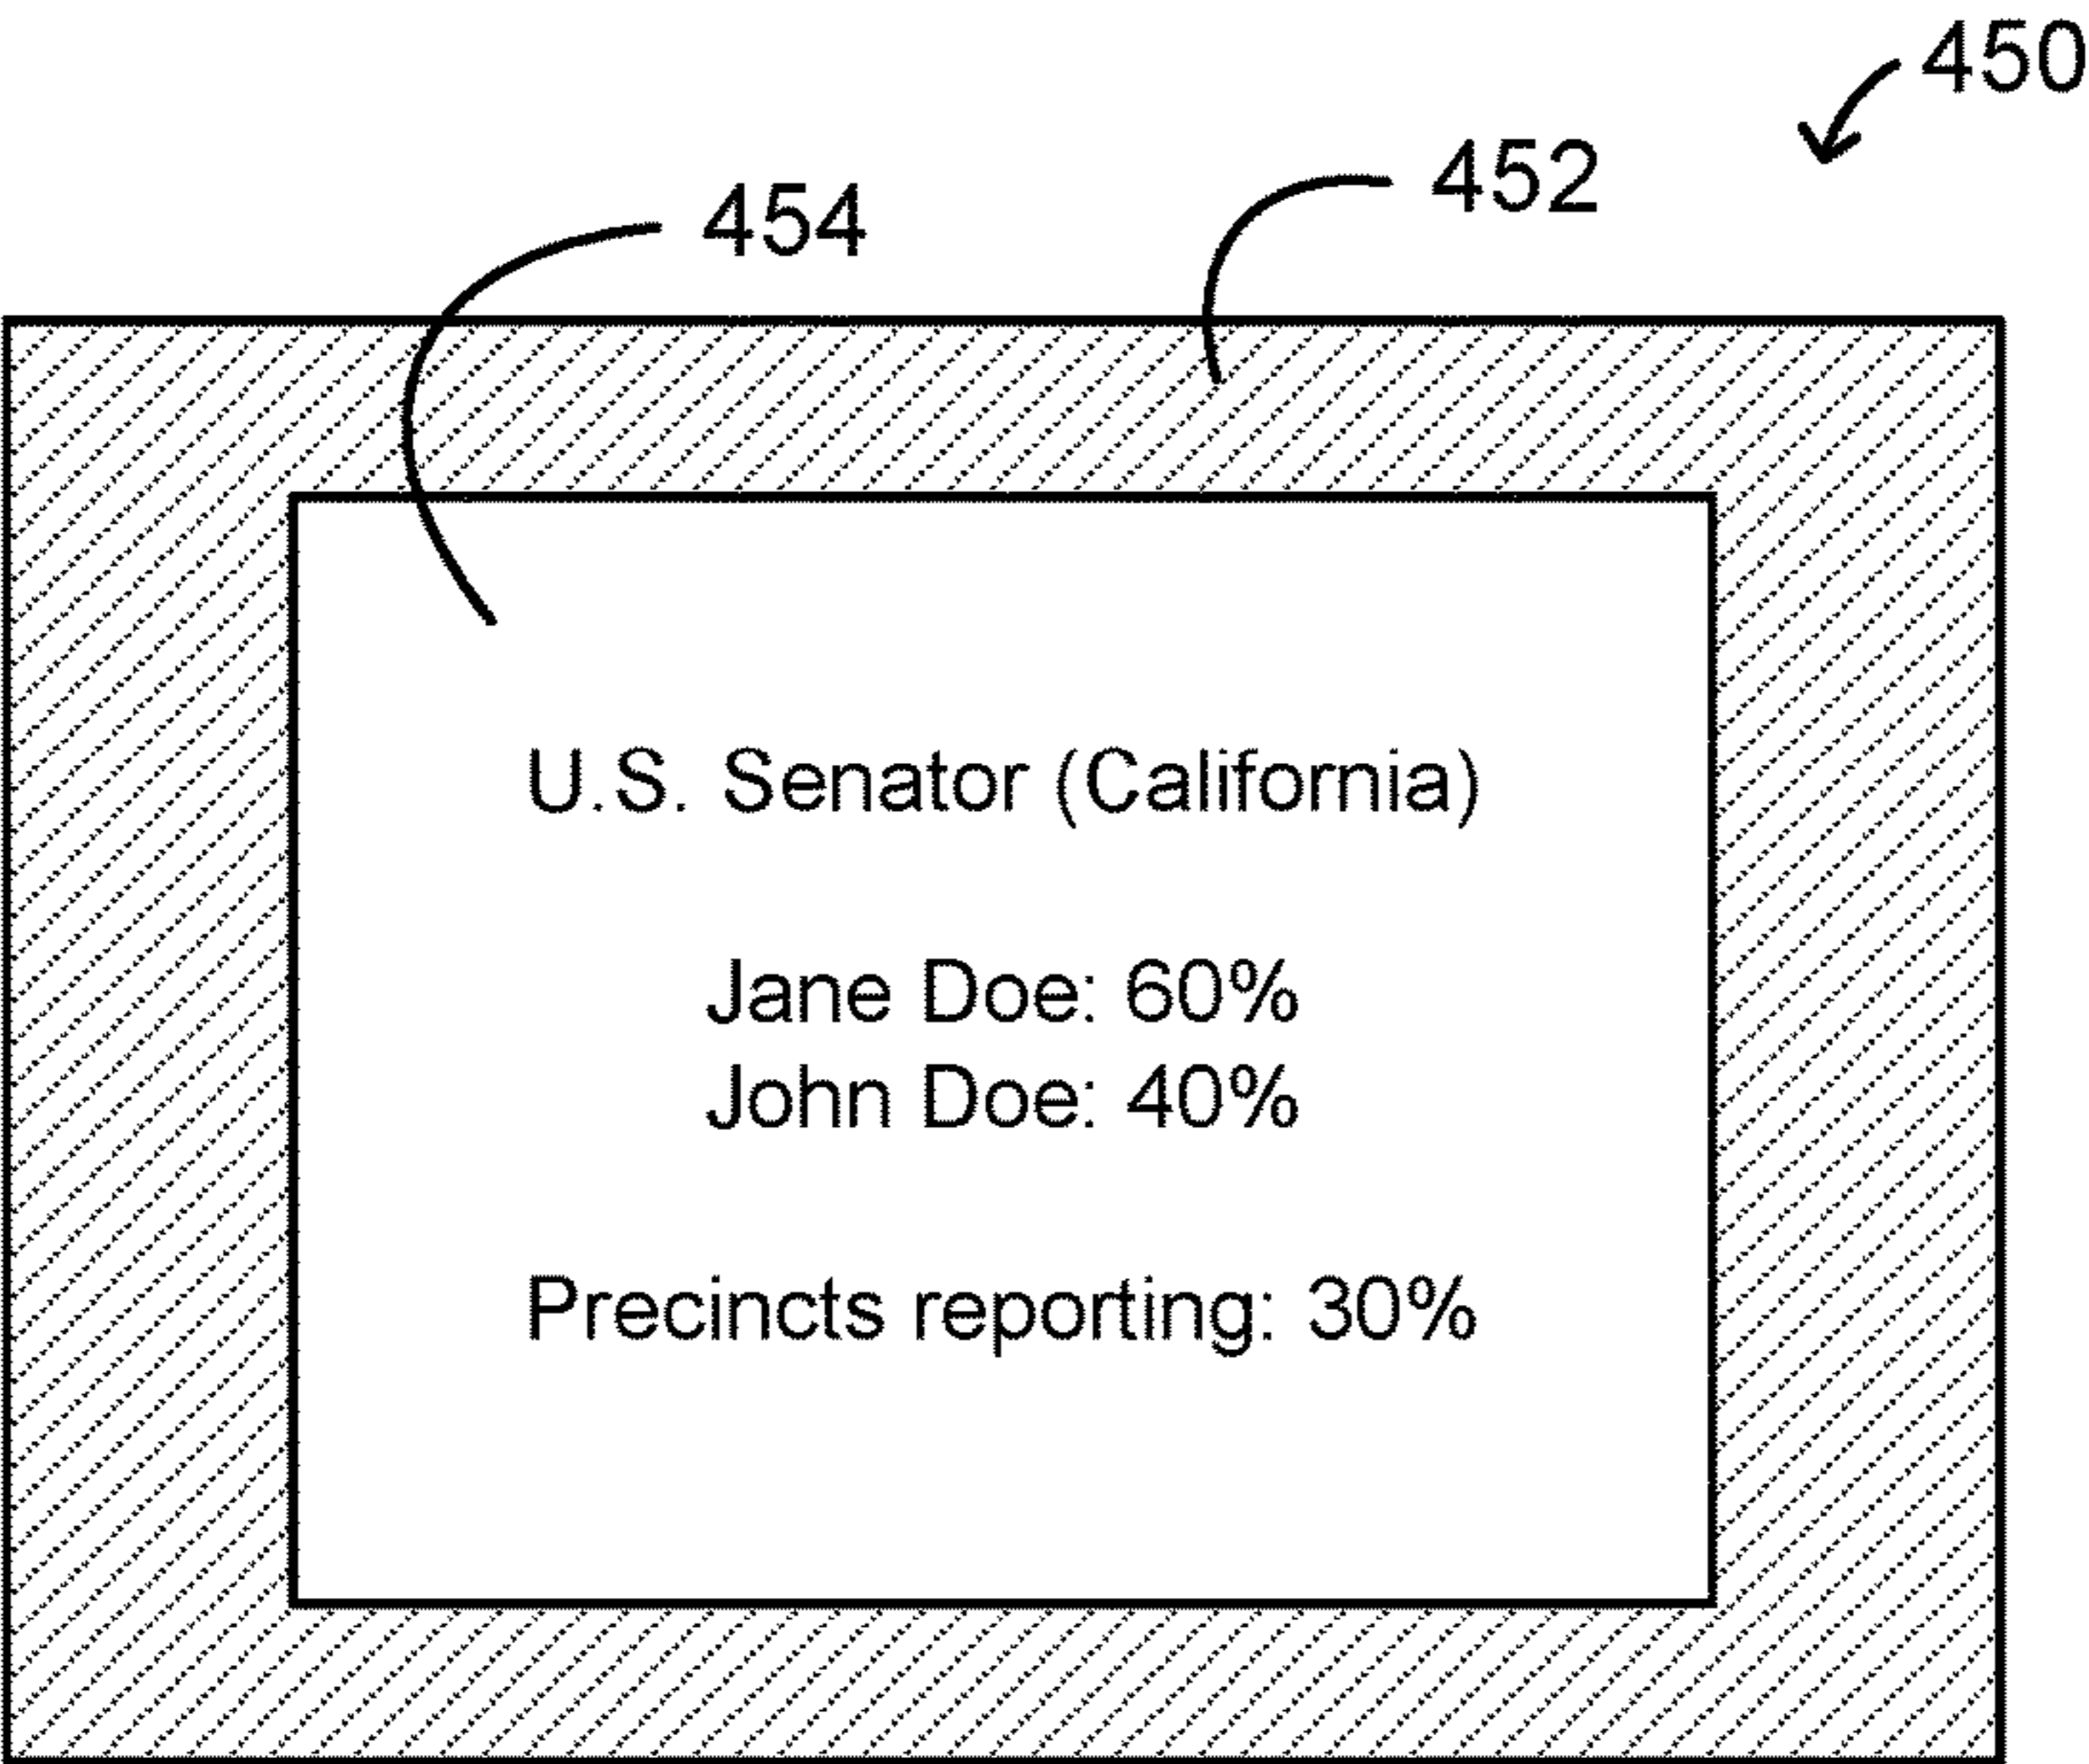 450
452
454
U.S. Senator (California)
Jane Doe: 60%
John Doe: 40%
Precincts reporting: 30%